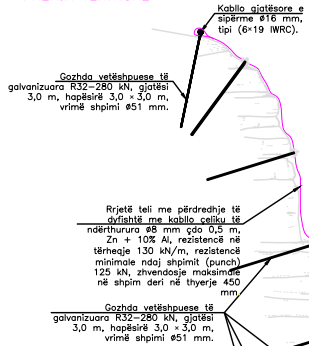 Kabllo gjatësore e
sipërme ø16 mm,
tipi (6×19 IWRC).
Gozhda vetëshpuese të
galvanizuara R32-280 kN, gjatësi
3,0 m, hapësirë 3,0 × 3,0 m,
vrimë shpimi ø51 mm.
Rrjetë teli me përdredhje të
dyfishtë me kabllo çeliku të
ndërthurura ø8 mm çdo 0,5 m,
Zn + 10% Al, rezistencë në
tërheqje 130 kN/m, rezistencë
minimale ndaj shpimit (punch)
125 kN, zhvendosje maksimale
në shpim deri në thyerje 450
mm
Gozhda vetëshpuese të
galvanizuara R32-280 kN, gjatësi
3,0 m, hapësirë 3,0 × 3,0 m,
vrimë shpimi ø51 mm.